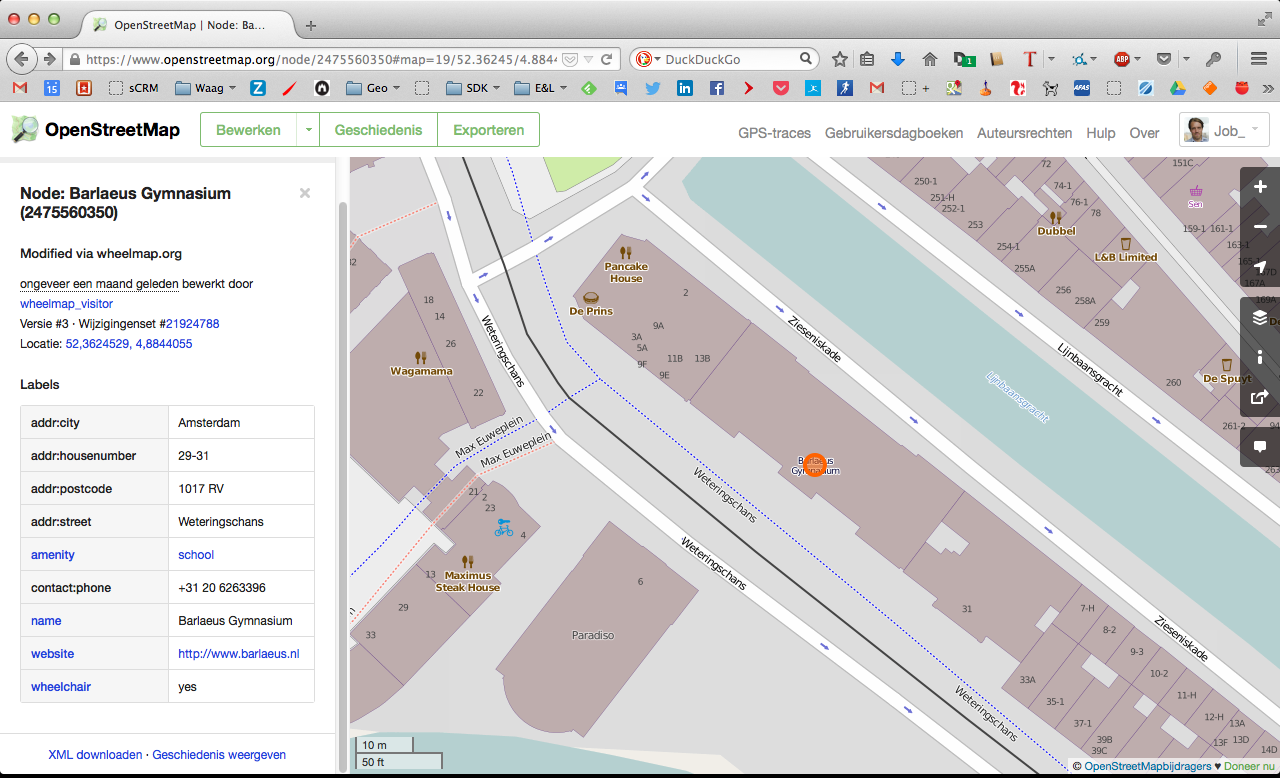 OpenStreetMap | Node: Ba...
https://www.openstreetmap.org/node/2475560350#map=19/52.36245/4.884
DuckDuckGo
1
ABP
15
sCRM
Waag
Z
Geo
SDK
E&L
+
AFAS
OpenStreetMap
Bewerken
Geschiedenis
Exporteren
GPS-traces
Gebruikersdagboeken
Auteursrechten
Hulp
Over
Job_
Node: Barlaeus Gymnasium
(2475560350)
×
Modified via wheelmap.org
ongeveer een maand geleden bewerkt door
wheelmap_visitor
Versie #3 · Wijzigingenset #21924788
Locatie: 52,3624529, 4,8844055
Labels
addr:city Amsterdam
addr:housenumber 29-31
addr:postcode 1017 RV
addr:street Weteringschans
amenity school
contact:phone +31 20 6263396
name Barlaeus Gymnasium
website http://www.barlaeus.nl
wheelchair yes
XML downloaden · Geschiedenis weergeven
Pancake
House
De Prins
2
9A
3A
5A
9F
9E
11B
13B
18
14
26
22
Wagamama
Weteringschans
Max Euweplein
Max Euweplein
21
2
23
4
13
Maximus
Steak House
29
33
6
Paradiso
Weteringschans
Weteringschans
Weteringschans
Barlaeus
Gymnasium
Zieseniskade
Zieseniskade
Lijnbaansgracht
Lijnbaansgracht
250-1
251-H
252-1
253
254-1
255A
256
258A
259
260
261-2
72
74-1
76-1
78
Dubbel
L&B Limited
151C
Sen
159-1
161-1
163-1
167A
169A
De Spuyt
31
7-H
8-2
9-3
10-2
11-H
12-H
13A
13F
13D
14D
33A
35-1
37-1
39B
39C
10 m
50 ft
© OpenStreetMapbijdragers ♥ Doneer nu